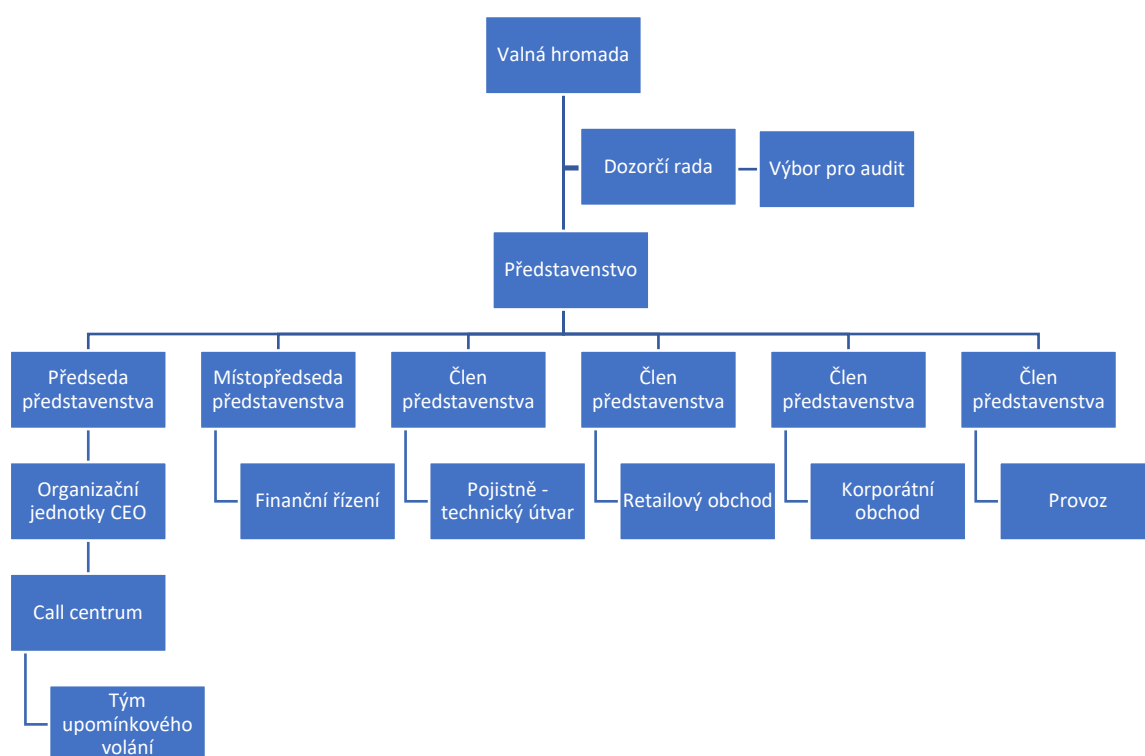 Valná hromada
Dozorčí rada
Výbor pro audit
Představenstvo
Předseda
představenstva
Místopředseda
představenstva
Člen
představenstva
Člen
představenstva
Člen
představenstva
Člen
představenstva
Organizační
jednotky CEO
Finanční řízení
Pojistně -
technický útvar
Retailový obchod
Korporátní
obchod
Provoz
Call centrum
Tým
upomínkového
volání